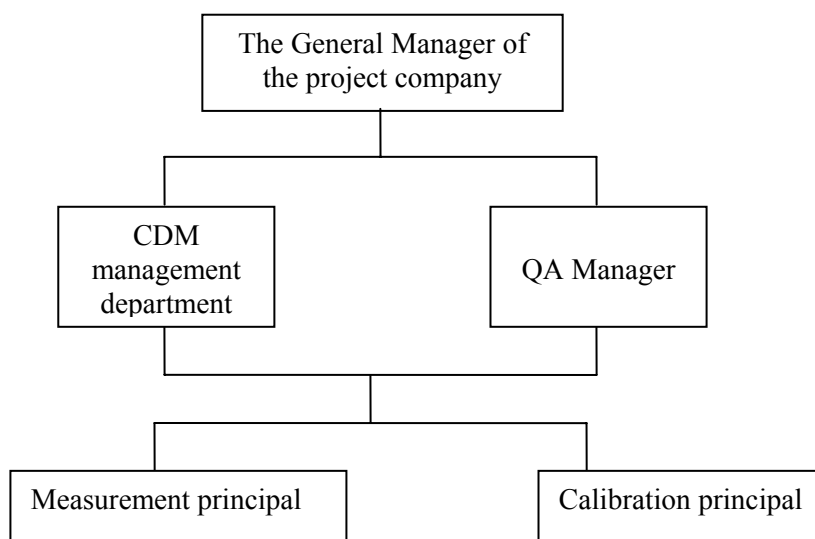 The General Manager of
the project company
CDM
management
department
QA Manager
Measurement principal
Calibration principal